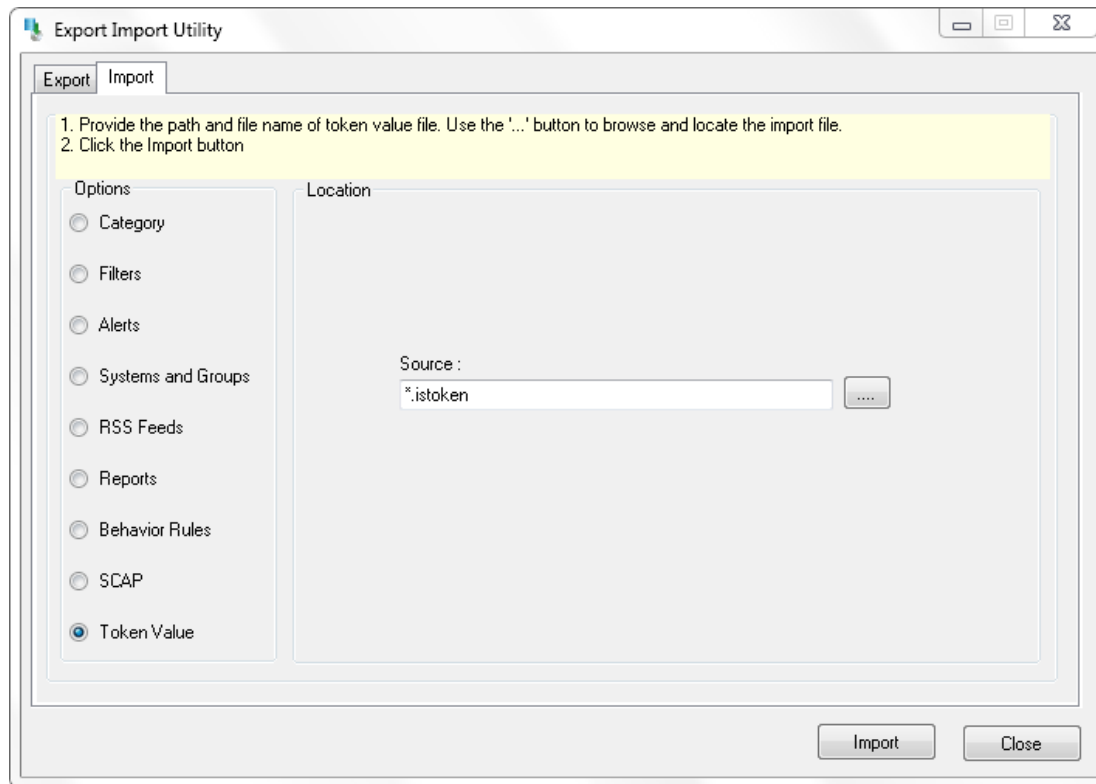 Export Import Utility
Export
Import
1. Provide the path and file name of token value file. Use the '...' button to browse and locate the import file.
2. Click the Import button
Options
Category
Filters
Alerts
Systems and Groups
RSS Feeds
Reports
Behavior Rules
SCAP
Token Value
Location
Source :
*.istoken
....
Import
Close